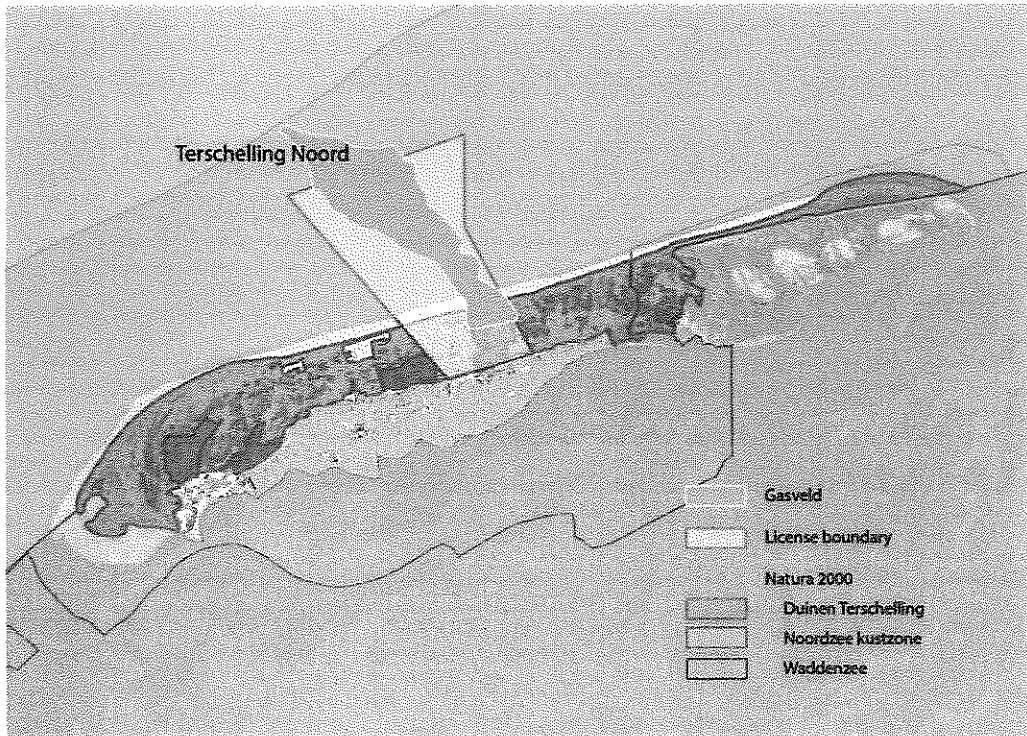 Terschelling Noord
Gasveld
License boundary
Natura 2000
Duinen Terschelling
Noordzee kustzone
Waddenzee